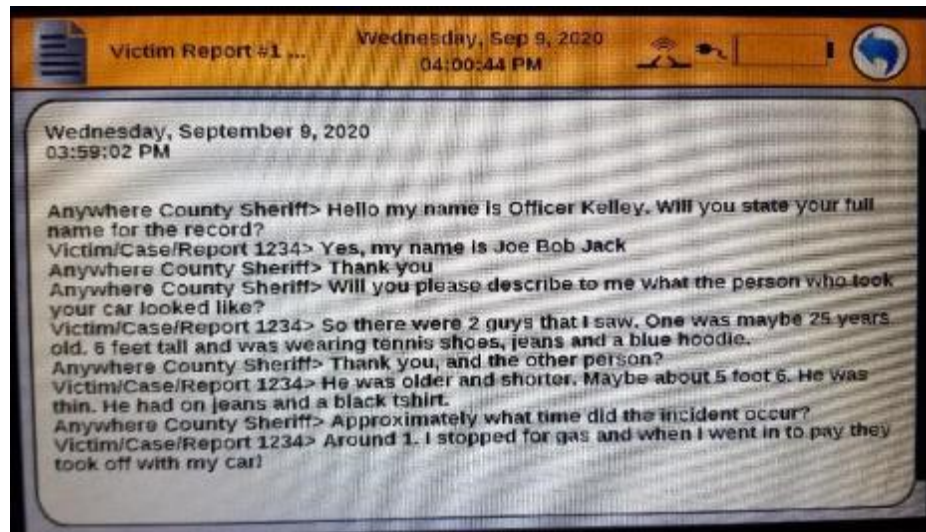 Victim Report #1 ...
Wednesday, Sep 9, 2020
04:00:44 PM
Wednesday, September 9, 2020
03:59:02 PM
Anywhere County Sheriff> Hello my name is Officer Kelley. Will you state your full
name for the record?
Victim/Case/Report 1234> Yes, my name is Joe Bob Jack
Anywhere County Sheriff> Thank you
Anywhere County Sheriff> Will you please describe to me what the person who took
your car looked like?
Victim/Case/Report 1234> So there were 2 guys that I saw. One was maybe 25 years
old. 6 feet tall and was wearing tennis shoes, jeans and a blue hoodie.
Anywhere County Sheriff> Thank you, and the other person?
Victim/Case/Report 1234> He was older and shorter. Maybe about 5 foot 6. He was
thin. He had on jeans and a black tshirt.
Anywhere County Sheriff> Approximately what time did the incident occur?
Victim/Case/Report 1234> Around 1. I stopped for gas and when I went in to pay they
took off with my car!